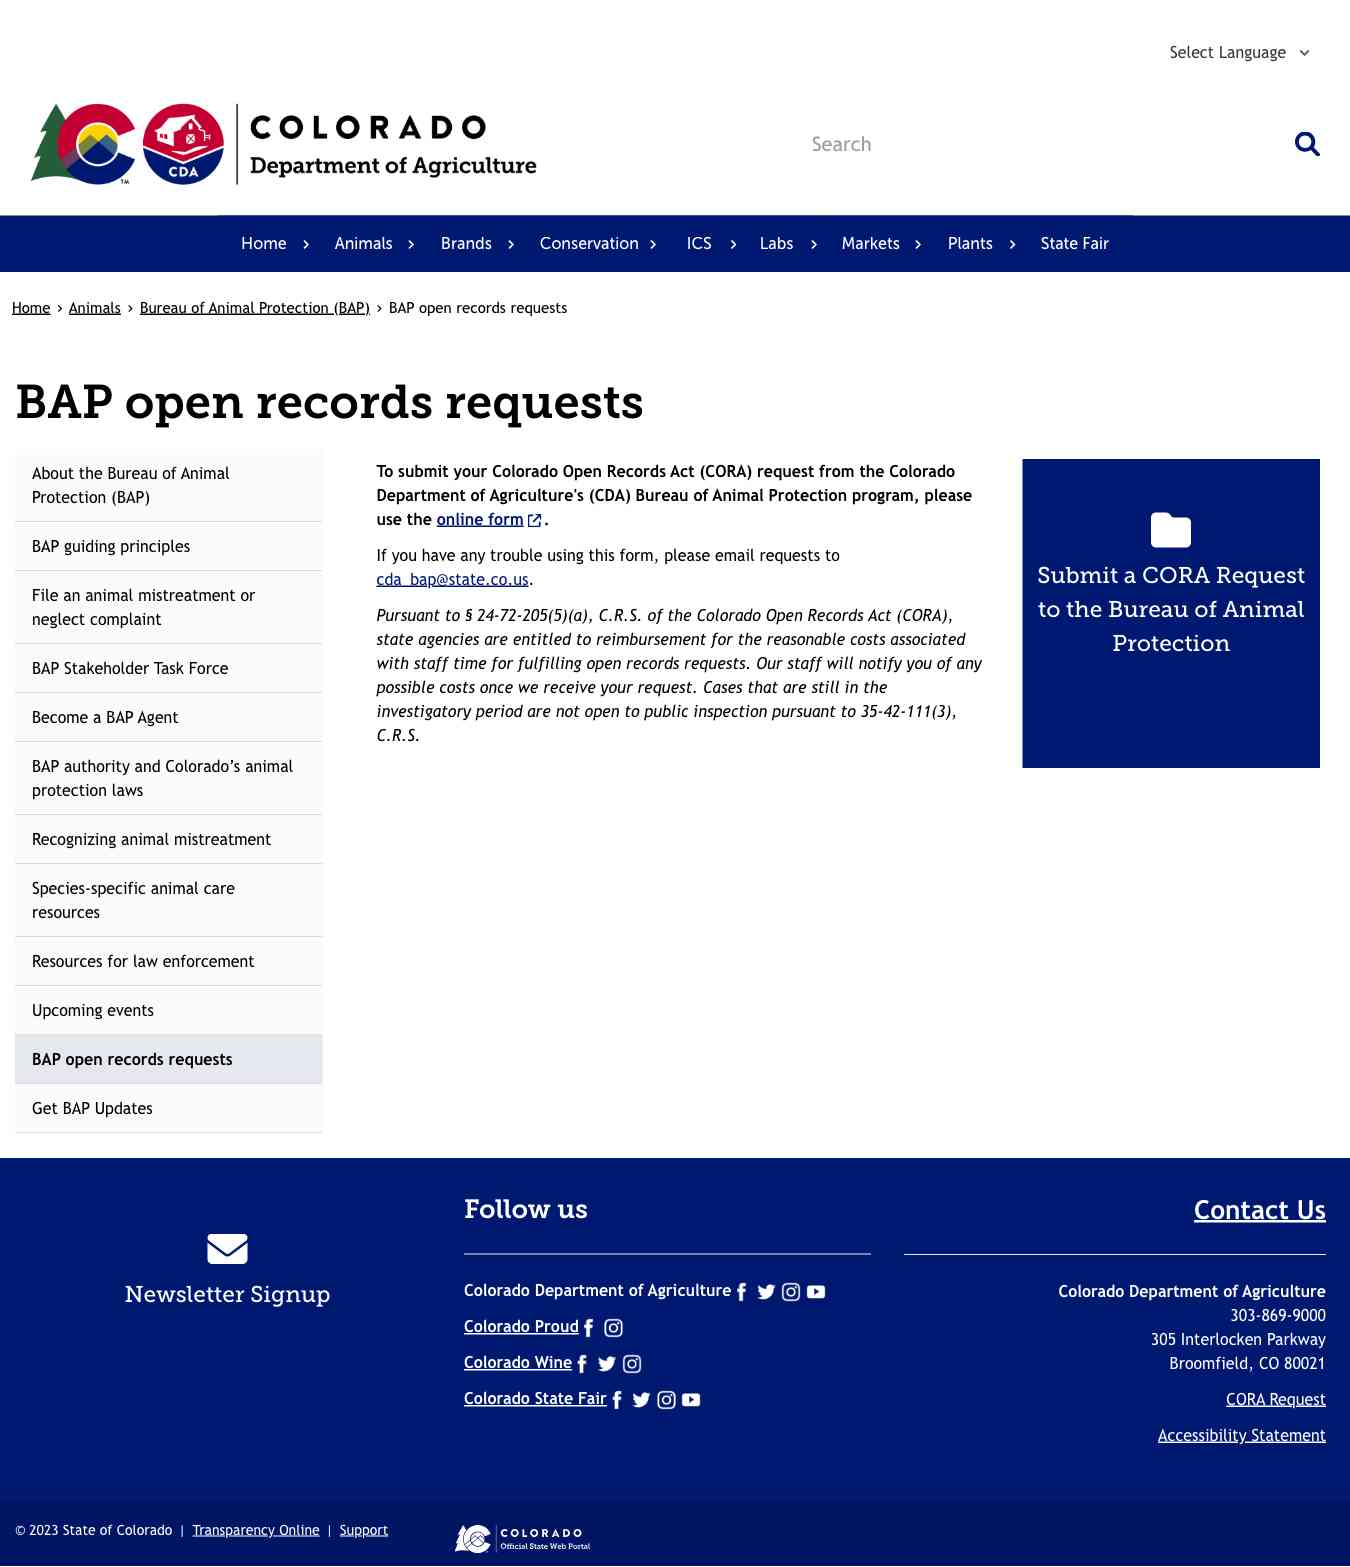 Select Language
COLORADO
Department of Agriculture
CDA
TM
Search
Home › Animals › Brands › Conservation › ICS › Labs › Markets › Plants › State Fair
Home › Animals › Bureau of Animal Protection (BAP) › BAP open records requests
BAP open records requests
About the Bureau of Animal
Protection (BAP)
BAP guiding principles
File an animal mistreatment or
neglect complaint
BAP Stakeholder Task Force
Become a BAP Agent
BAP authority and Colorado’s animal
protection laws
Recognizing animal mistreatment
Species-specific animal care
resources
Resources for law enforcement
Upcoming events
BAP open records requests
Get BAP Updates
To submit your Colorado Open Records Act (CORA) request from the Colorado
Department of Agriculture's (CDA) Bureau of Animal Protection program, please
use the online form.
If you have any trouble using this form, please email requests to
cda_bap@state.co.us.
Pursuant to § 24-72-205(5)(a), C.R.S. of the Colorado Open Records Act (CORA),
state agencies are entitled to reimbursement for the reasonable costs associated
with staff time for fulfilling open records requests. Our staff will notify you of any
possible costs once we receive your request. Cases that are still in the
investigatory period are not open to public inspection pursuant to 35-42-111(3),
C.R.S.
Submit a CORA Request
to the Bureau of Animal
Protection
Newsletter Signup
Follow us
Colorado Department of Agriculture
Colorado Proud
Colorado Wine
Colorado State Fair
Contact Us
Colorado Department of Agriculture
303-869-9000
305 Interlocken Parkway
Broomfield, CO 80021
CORA Request
Accessibility Statement
© 2023 State of Colorado | Transparency Online | Support
COLORADO
Official State Web Portal